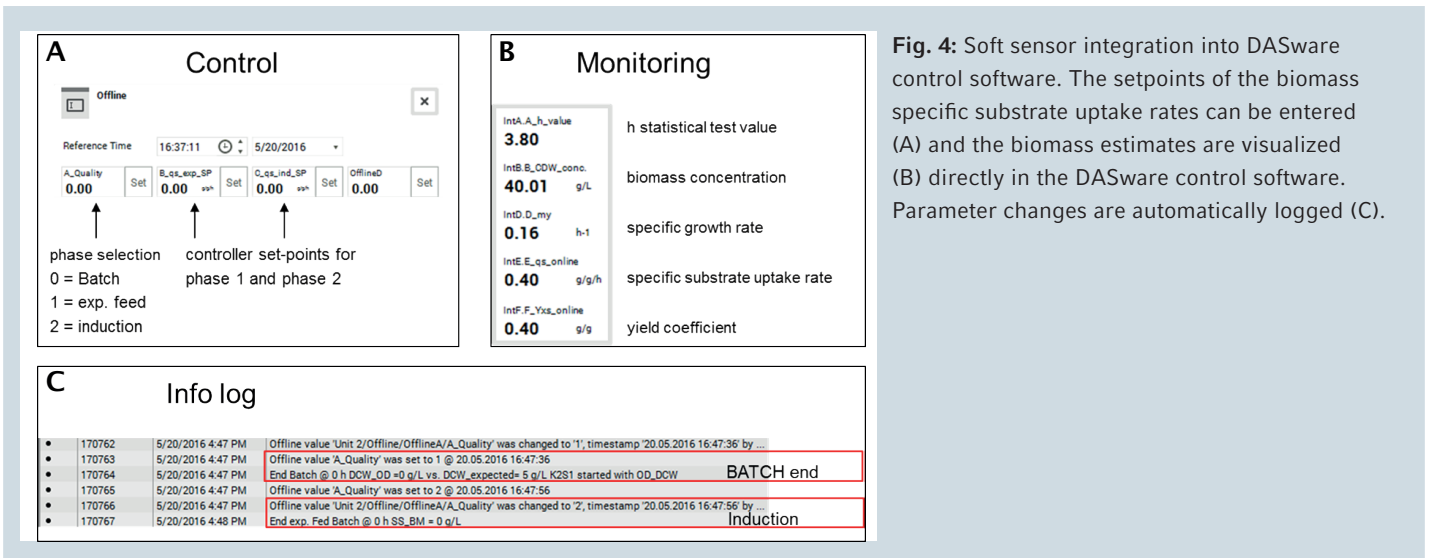 A
Control
Offline
Reference Time 16:37:11 5/20/2016
A_Quality B_qs_exp_SP C_qs_ind_SP OfflineD
0.00 Set 0.00 Set 0.00 Set 0.00 Set
phase selection controller set-points for
0 = Batch phase 1 and phase 2
1 = exp. feed
2 = induction
B
Monitoring
IntA.A_h_value
3.80 h statistical test value
IntB.B_CDW_conc.
40.01 g/L biomass concentration
IntD.D_my
0.16 h-1 specific growth rate
IntE.E_qs_online
0.40 g/g/h specific substrate uptake rate
IntF.F_Yxs_online
0.40 g/g yield coefficient
Fig. 4: Soft sensor integration into DASware
control software. The setpoints of the biomass
specific substrate uptake rates can be entered
(A) and the biomass estimates are visualized
(B) directly in the DASware control software.
Parameter changes are automatically logged (C).
C
Info log
• 170762 5/20/2016 4:47 PM Offline value 'Unit 2/Offline/OfflineA/A_Quality' was changed to '1', timestamp '20.05.2016 16:47:36' by ...
• 170763 5/20/2016 4:47 PM Offline value 'A_Quality' was set to 1 @ 20.05.2016 16:47:36
• 170764 5/20/2016 4:47 PM End Batch @ 0 h DCW_OD =0 g/L vs. DCW_expected= 5 g/L K2S1 started with OD_DCW BATCH end
• 170765 5/20/2016 4:47 PM Offline value 'A_Quality' was set to 2 @ 20.05.2016 16:47:56
• 170766 5/20/2016 4:47 PM Offline value 'Unit 2/Offline/OfflineA/A_Quality' was changed to '2', timestamp '20.05.2016 16:47:56' by ...
• 170767 5/20/2016 4:48 PM End exp. Fed Batch @ 0 h SS_BM = 0 g/L Induction